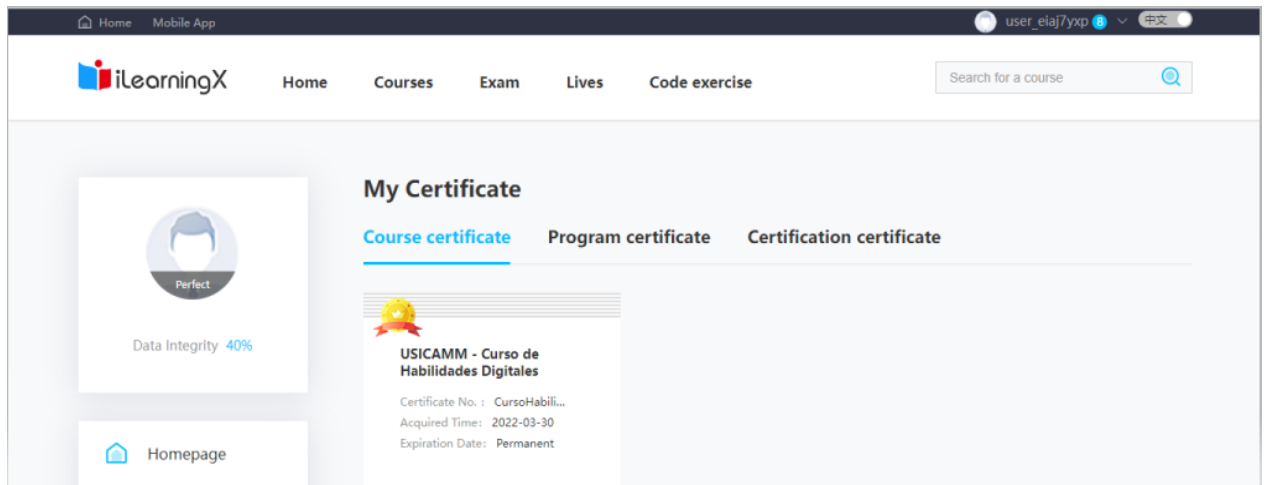 Home Mobile App user_eiaj7yxp 8 中文
iLearningX Home Courses Exam Lives Code exercise Search for a course
My Certificate
Course certificate Program certificate Certification certificate
Perfect
Data Integrity 40%
USICAMM - Curso de
Habilidades Digitales
Certificate No. : CursoHabili...
Acquired Time: 2022-03-30
Expiration Date: Permanent
Homepage